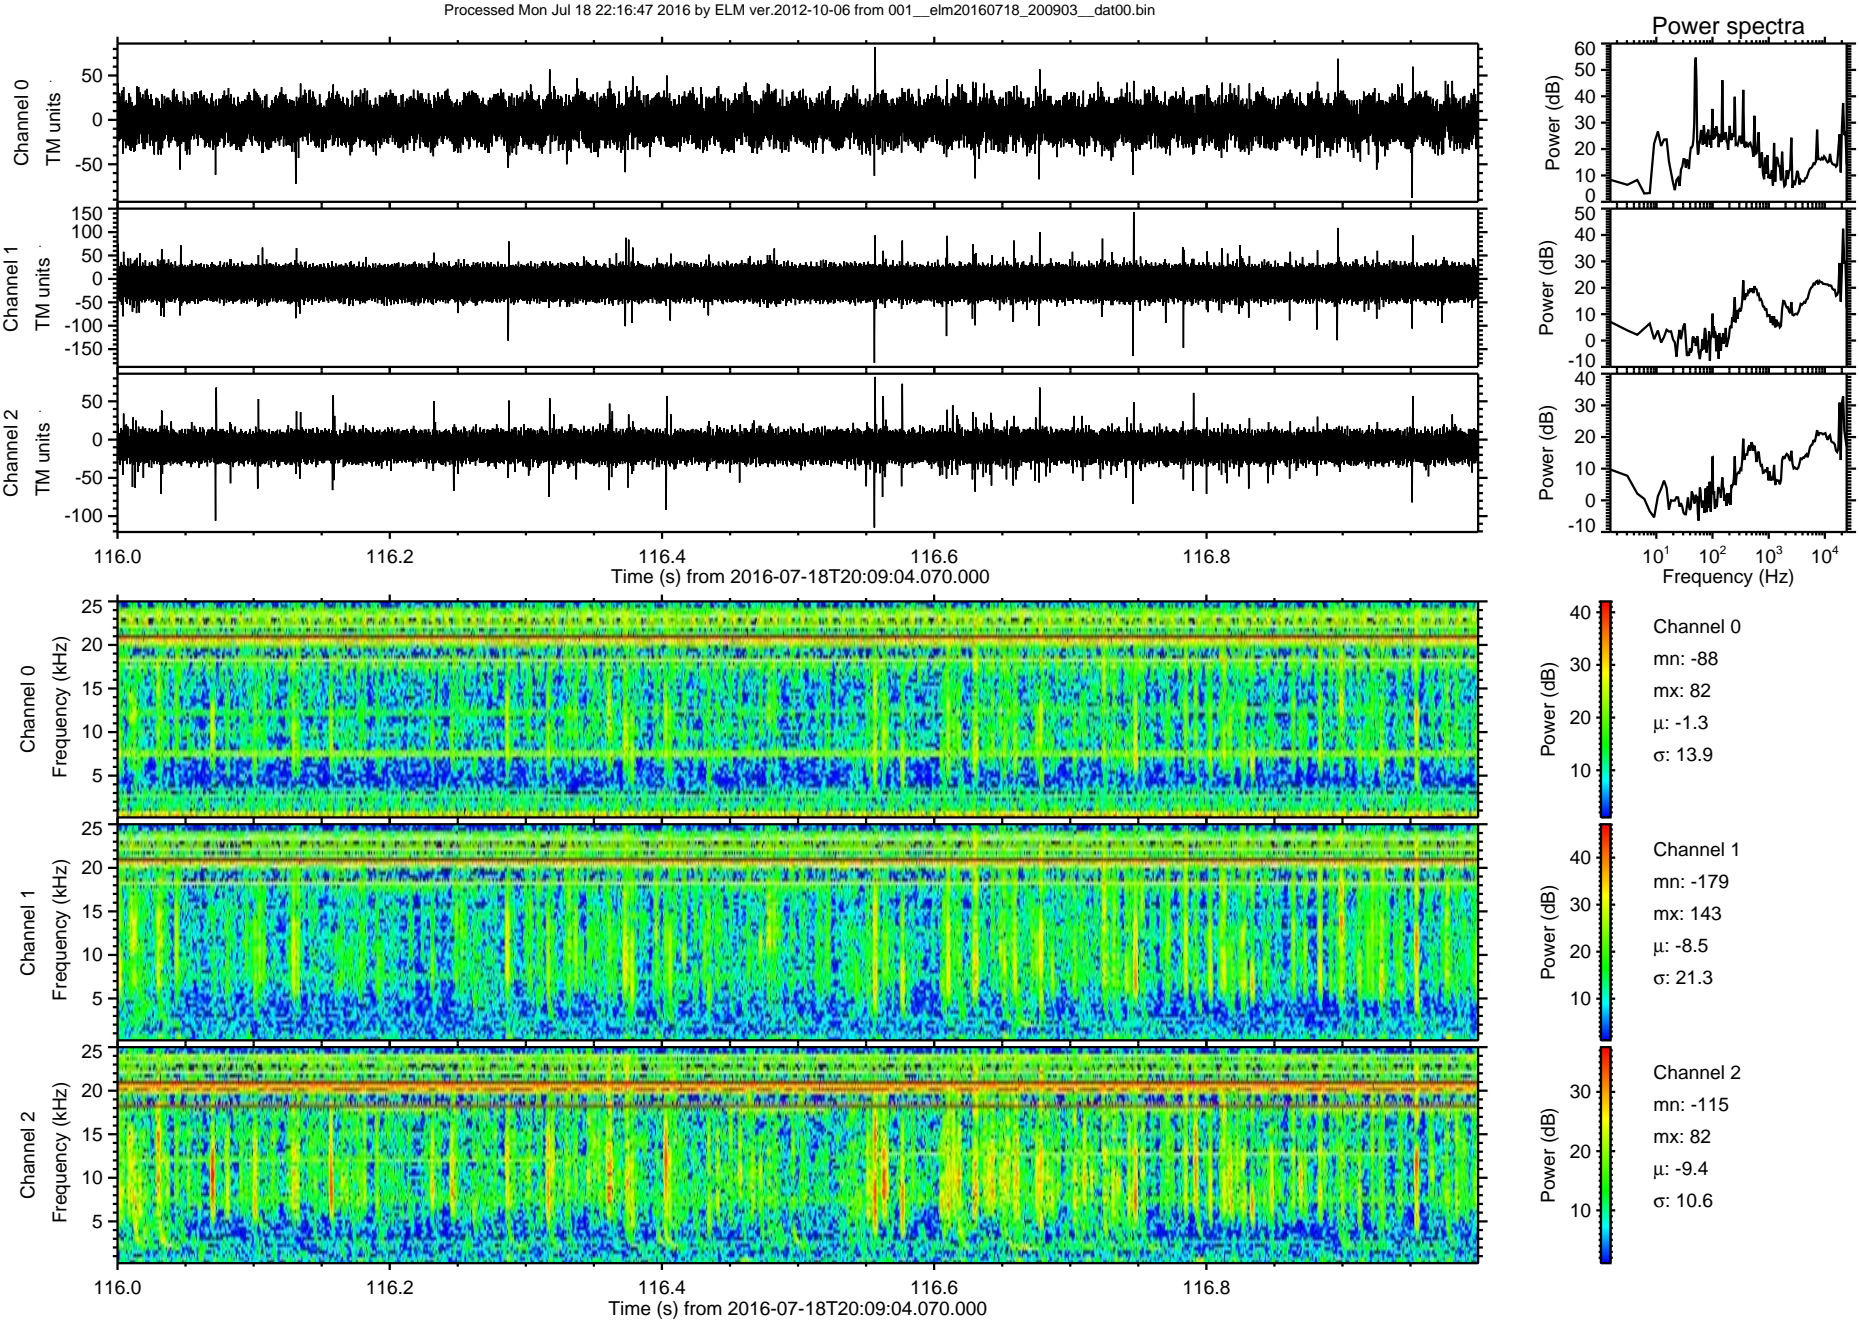 Processed Mon Jul 18 22:16:47 2016 by ELM ver.2012-10-06 from 001__elm20160718_200903__dat00.bin
Power spectra
Channel 0
TM units
50
0
-50
Power (dB)
60
50
40
30
20
10
0
Channel 1
TM units
150
100
50
0
-50
-100
-150
Power (dB)
50
40
30
20
10
0
-10
Channel 2
TM units
50
0
-50
-100
Power (dB)
40
30
20
10
0
-10
116.0 116.2 116.4 116.6 116.8
Time (s) from 2016-07-18T20:09:04.070.000
10¹ 10² 10³ 10⁴
Frequency (Hz)
Channel 0
Frequency (kHz)
25
20
15
10
5
Power (dB)
40
30
20
10
Channel 0
mn: -88
mx: 82
μ: -1.3
σ: 13.9
Channel 1
Frequency (kHz)
25
20
15
10
5
Power (dB)
40
30
20
10
Channel 1
mn: -179
mx: 143
μ: -8.5
σ: 21.3
Channel 2
Frequency (kHz)
25
20
15
10
5
Power (dB)
30
20
10
Channel 2
mn: -115
mx: 82
μ: -9.4
σ: 10.6
116.0 116.2 116.4 116.6 116.8
Time (s) from 2016-07-18T20:09:04.070.000